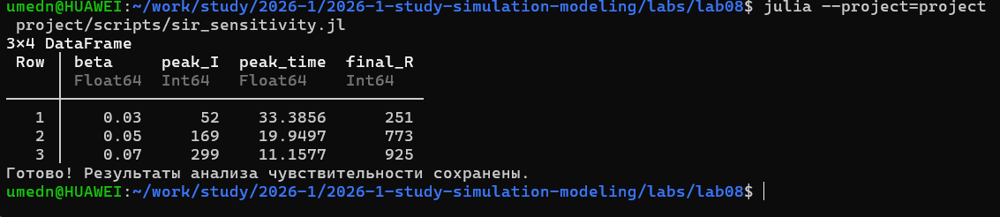 umedn@HUAWEI:~/work/study/2026-1/2026-1-study-simulation-modeling/labs/lab08$ julia --project=project
project/scripts/sir_sensitivity.jl
3×4 DataFrame
Row │ beta peak_I peak_time final_R
│ Float64 Int64 Float64 Int64
1 │ 0.03 52 33.3856 251
2 │ 0.05 169 19.9497 773
3 │ 0.07 299 11.1577 925
Готово! Результаты анализа чувствительности сохранены.
umedn@HUAWEI:~/work/study/2026-1/2026-1-study-simulation-modeling/labs/lab08$